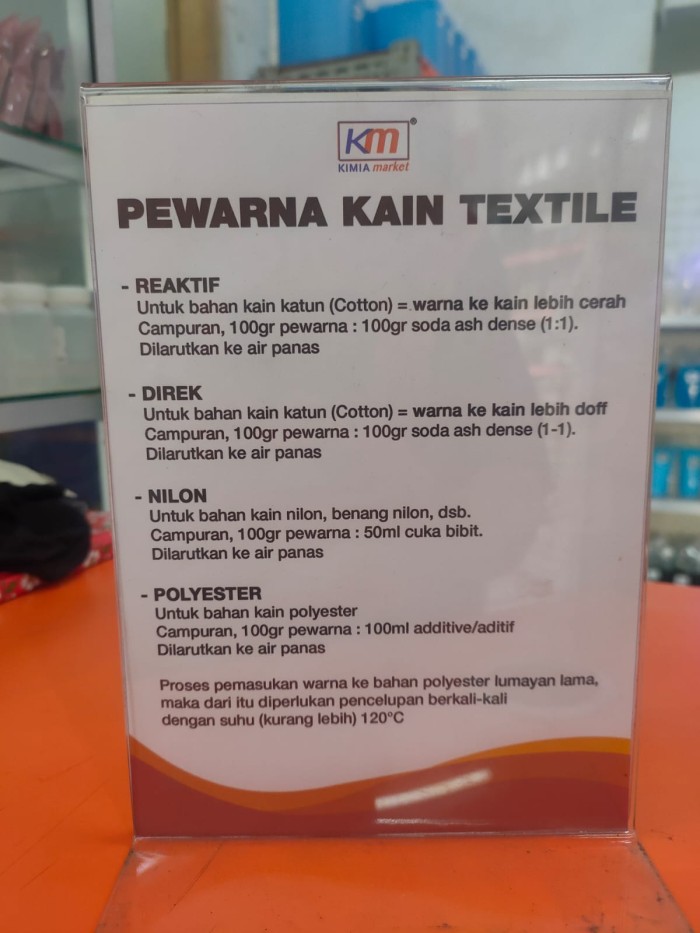 KM®
KIMIA market
PEWARNA KAIN TEXTILE
- REAKTIF
Untuk bahan kain katun (Cotton) = warna ke kain lebih cerah
Campuran, 100gr pewarna : 100gr soda ash dense (1:1).
Dilarutkan ke air panas
- DIREK
Untuk bahan kain katun (Cotton) = warna ke kain lebih doff
Campuran, 100gr pewarna : 100gr soda ash dense (1-1).
Dilarutkan ke air panas
- NILON
Untuk bahan kain nilon, benang nilon, dsb.
Campuran, 100gr pewarna : 50ml cuka bibit.
Dilarutkan ke air panas
- POLYESTER
Untuk bahan kain polyester
Campuran, 100gr pewarna : 100ml additive/aditif
Dilarutkan ke air panas
Proses pemasukan warna ke bahan polyester lumayan lama,
maka dari itu diperlukan pencelupan berkali-kali
dengan suhu (kurang lebih) 120°C